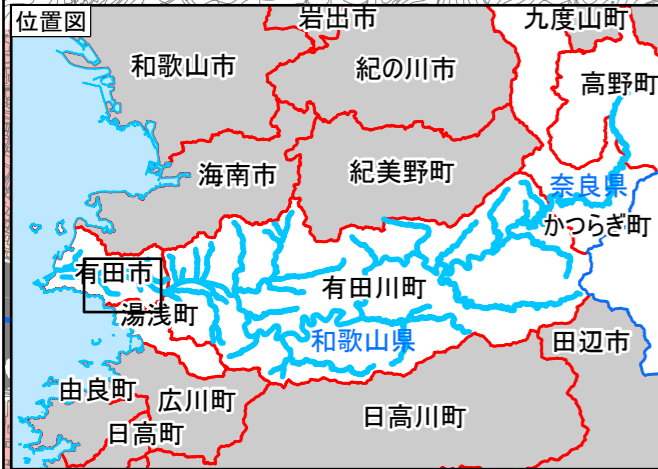 位置図
岩出市
九度山町
和歌山市
紀の川市
高野町
海南市
紀美野町
奈良県
かつらぎ町
有田市
有田川町
湯浅町
和歌山県
田辺市
由良町
広川町
日高川町
日高町